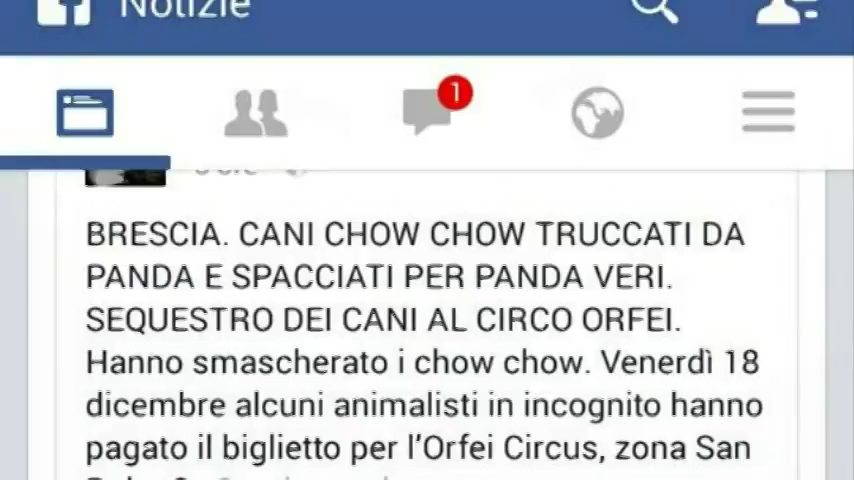 Notizie
1
BRESCIA. CANI CHOW CHOW TRUCCATI DA
PANDA E SPACCIATI PER PANDA VERI.
SEQUESTRO DEI CANI AL CIRCO ORFEI.
Hanno smascherato i chow chow. Venerdì 18
dicembre alcuni animalisti in incognito hanno
pagato il biglietto per l'Orfei Circus, zona San